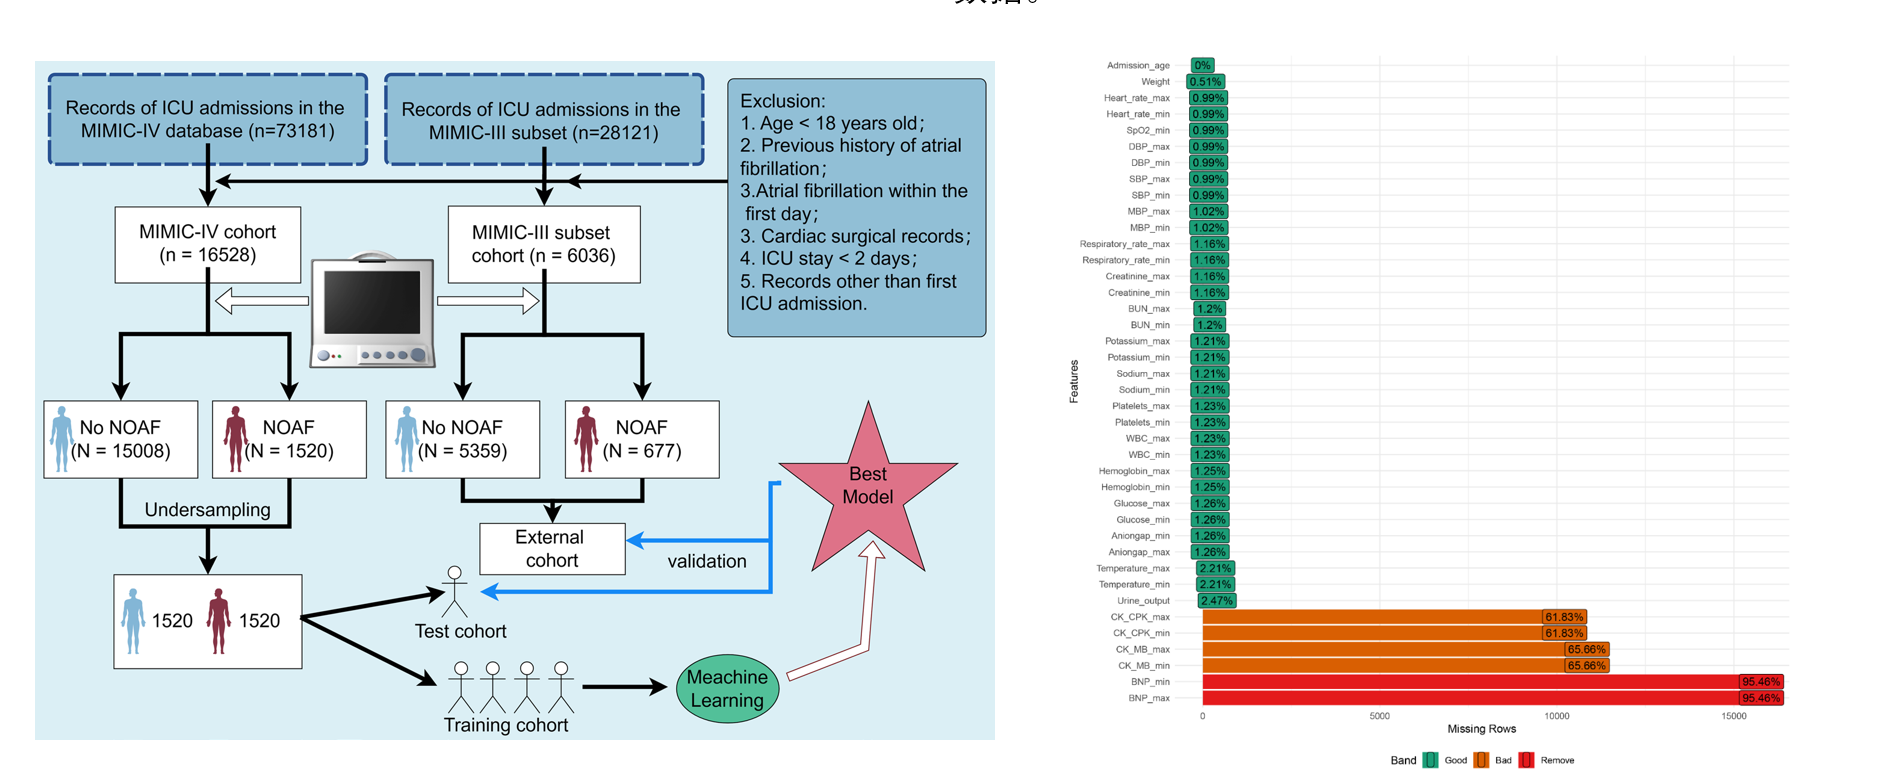 数据。
Records of ICU admissions in the
MIMIC-IV database (n=73181)
Records of ICU admissions in the
MIMIC-III subset (n=28121)
Exclusion:
1. Age < 18 years old;
2. Previous history of atrial
fibrillation;
3.Atrial fibrillation within the
first day;
3. Cardiac surgical records;
4. ICU stay < 2 days;
5. Records other than first
ICU admission.
MIMIC-IV cohort
(n = 16528)
MIMIC-III subset
cohort (n = 6036)
No NOAF
(N = 15008)
NOAF
(N = 1520)
No NOAF
(N = 5359)
NOAF
(N = 677)
Undersampling
External
cohort
validation
Best
Model
1520
1520
Test cohort
Training cohort
Meachine
Learning
Features
Admission_age 0%
Weight 0.51%
Heart_rate_max 0.99%
Heart_rate_min 0.99%
SpO2_min 0.99%
DBP_max 0.99%
DBP_min 0.99%
SBP_max 0.99%
SBP_min 0.99%
MBP_max 1.02%
MBP_min 1.02%
Respiratory_rate_max 1.16%
Respiratory_rate_min 1.16%
Creatinine_max 1.16%
Creatinine_min 1.16%
BUN_max 1.2%
BUN_min 1.2%
Potassium_max 1.21%
Potassium_min 1.21%
Sodium_max 1.21%
Sodium_min 1.21%
Platelets_max 1.23%
Platelets_min 1.23%
WBC_max 1.23%
WBC_min 1.23%
Hemoglobin_max 1.25%
Hemoglobin_min 1.25%
Glucose_max 1.26%
Glucose_min 1.26%
Aniongap_min 1.26%
Aniongap_max 1.26%
Temperature_max 2.21%
Temperature_min 2.21%
Urine_output 2.47%
CK_CPK_max 61.83%
CK_CPK_min 61.83%
CK_MB_max 65.66%
CK_MB_min 65.66%
BNP_min 95.46%
BNP_max 95.46%
0 5000 10000 15000
Missing Rows
Band Good Bad Remove